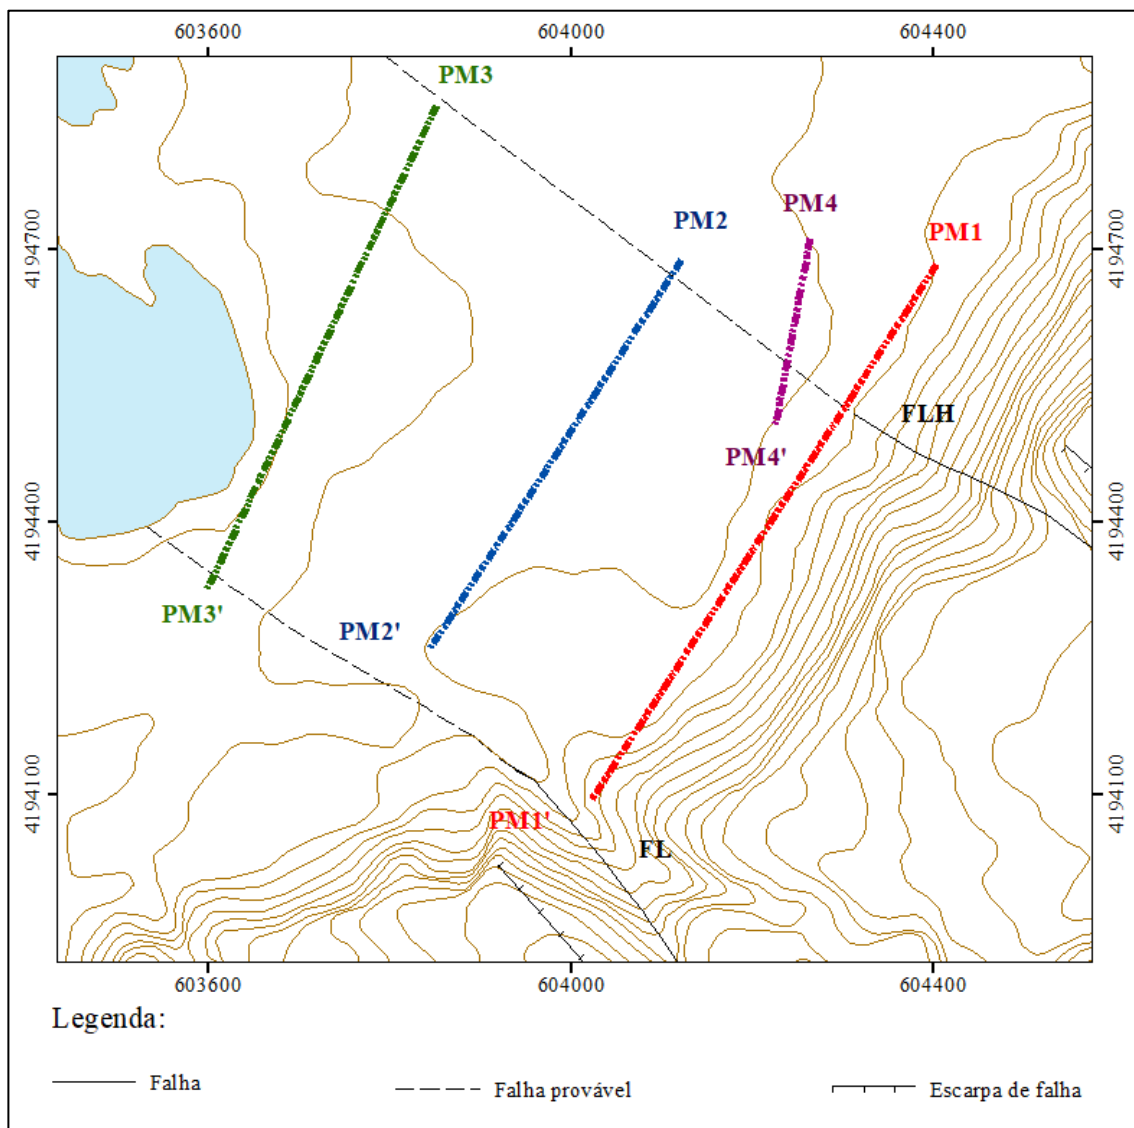 603600 604000 604400
PM3
PM2
PM4
PM1
4194700 4194700
FLH
PM4'
4194400 4194400
PM3'
PM2'
4194100 4194100
PM1'
FL
603600 604000 604400
Legenda:
Falha Falha provável Escarpa de falha